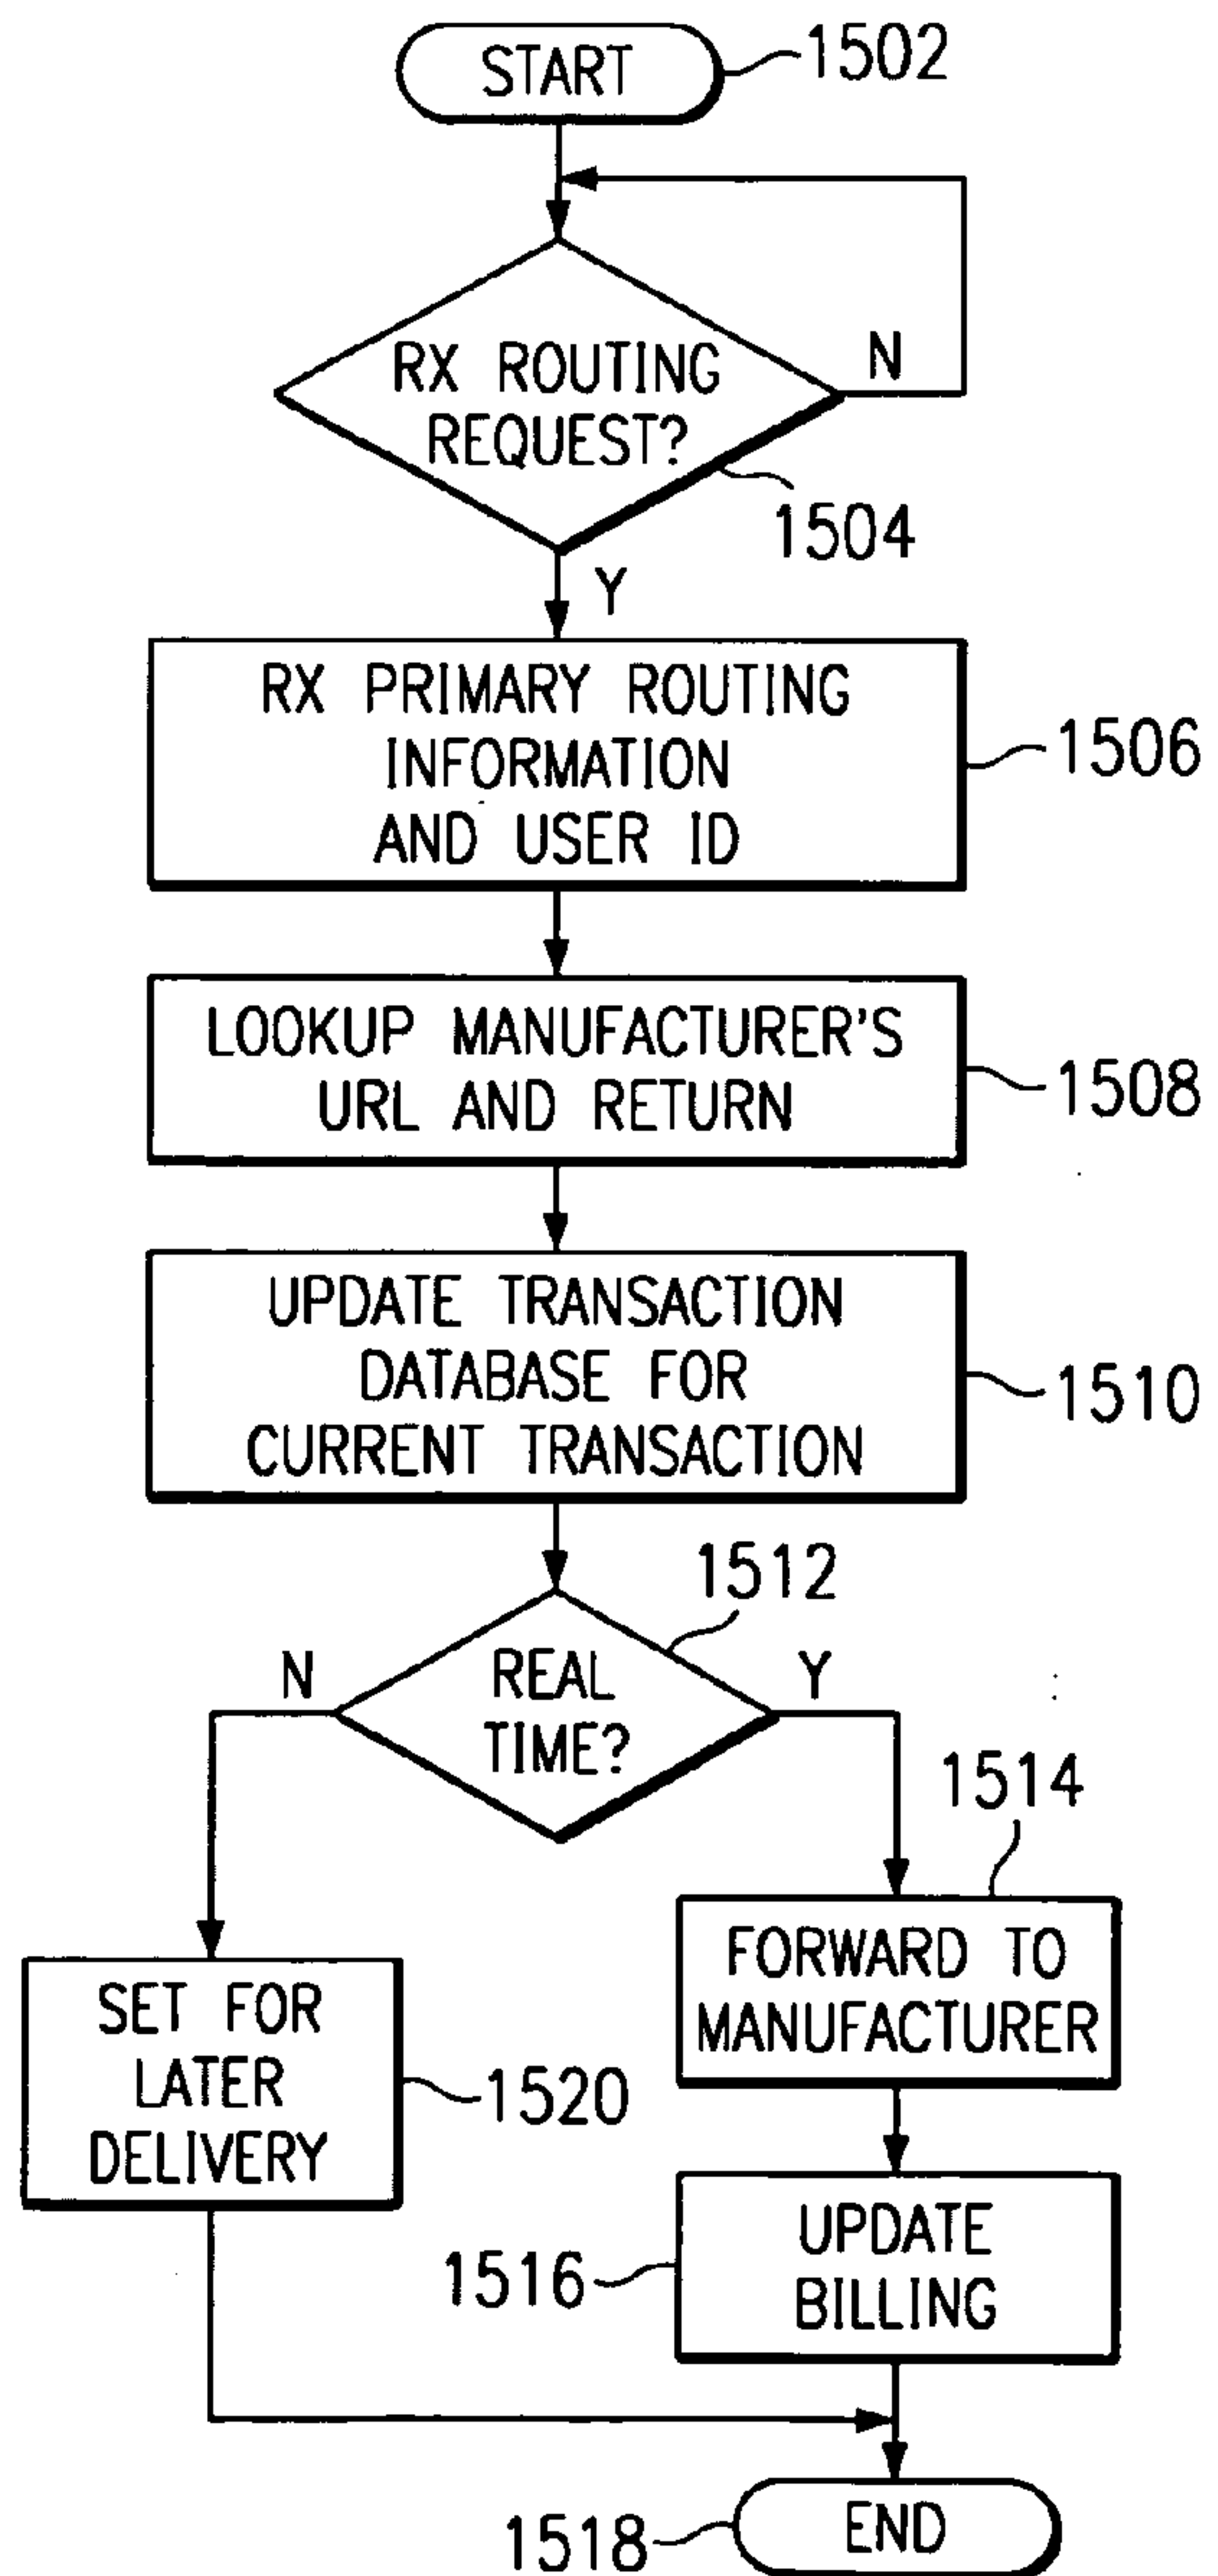 START
1502
RX ROUTING
REQUEST?
N
1504
Y
RX PRIMARY ROUTING
INFORMATION
AND USER ID
1506
LOOKUP MANUFACTURER'S
URL AND RETURN
1508
UPDATE TRANSACTION
DATABASE FOR
CURRENT TRANSACTION
1510
1512
N
REAL
TIME?
Y
1514
FORWARD TO
MANUFACTURER
SET FOR
LATER
DELIVERY
1520
UPDATE
BILLING
1516
END
1518